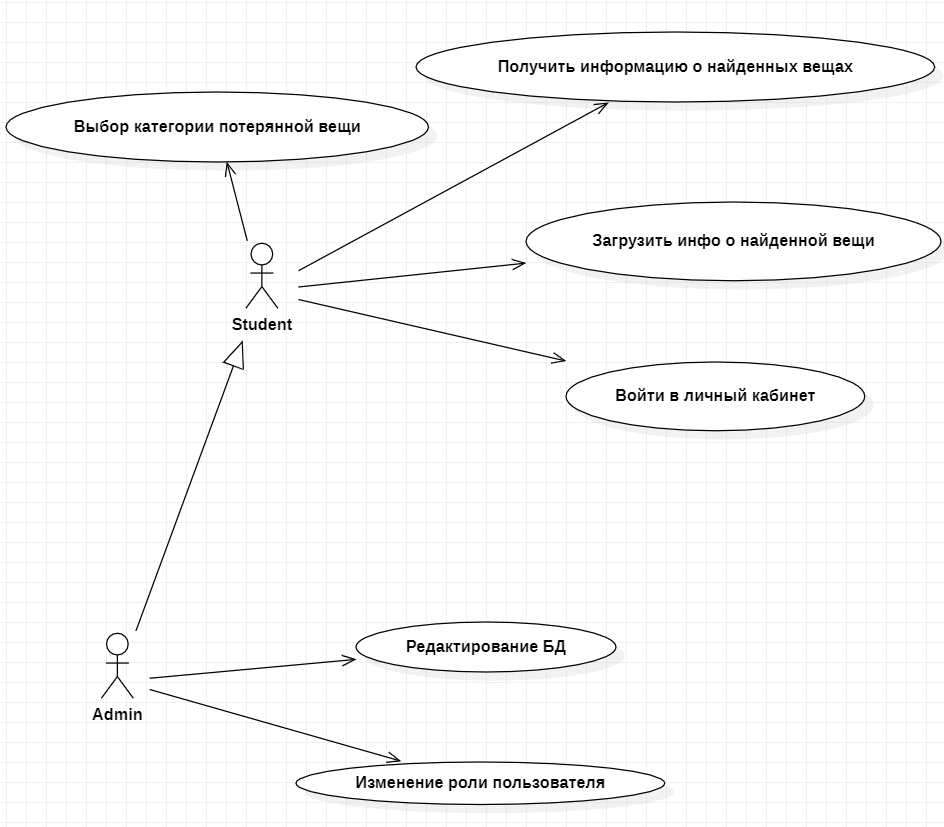 Получить информацию о найденных вещах
Выбор категории потерянной вещи
Загрузить инфо о найденной вещи
Student
Войти в личный кабинет
Редактирование БД
Admin
Изменение роли пользователя